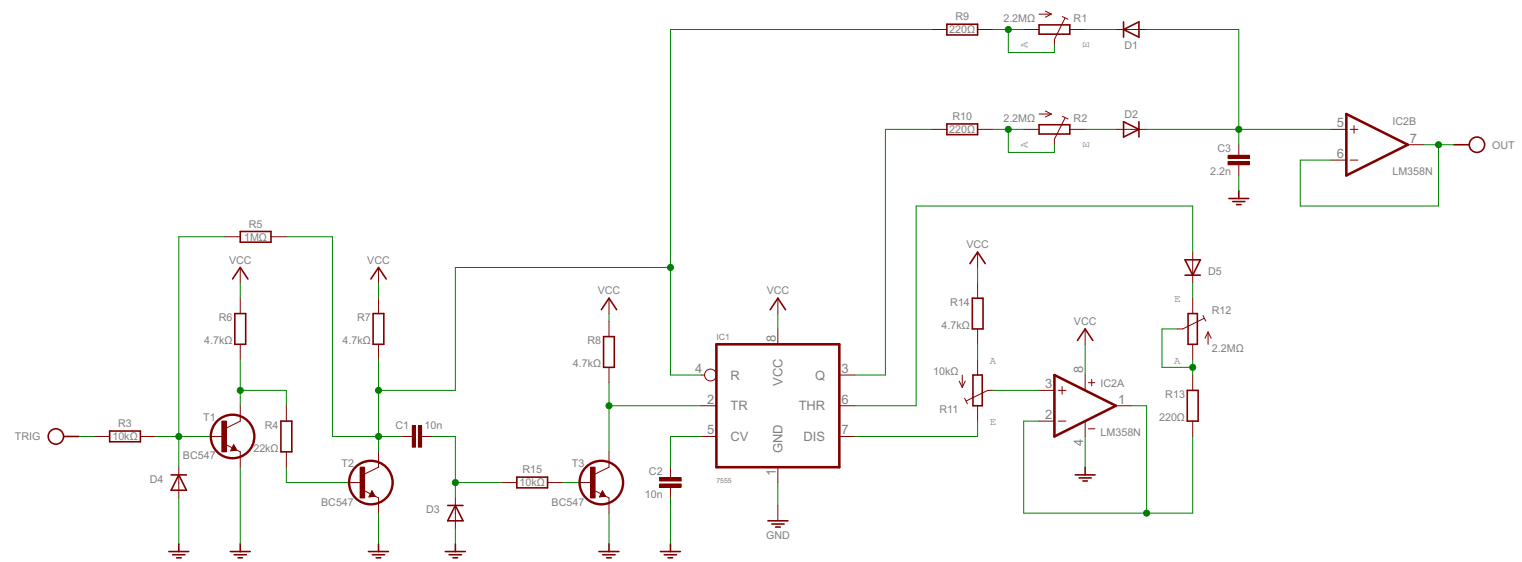 R9
220Ω
2.2MΩ
R1
A
E
D1
R10
220Ω
2.2MΩ
R2
A
E
D2
C3
2.2n
5
6
7
+
−
IC2B
LM358N
OUT
R5
1MΩ
VCC
R6
4.7kΩ
VCC
R7
4.7kΩ
VCC
R8
4.7kΩ
VCC
IC1
8
VCC
4
R
2
TR
5
CV
Q
3
THR
6
DIS
7
GND
1
7555
GND
VCC
R14
4.7kΩ
A
10kΩ
R11
E
VCC
8
+
IC2A
3
2
+
−
1
LM358N
4
−
D5
E
R12
A
2.2MΩ
R13
220Ω
TRIG
R3
10kΩ
T1
BC547
R4
22kΩ
D4
T2
BC547
C1
10n
D3
R15
10kΩ
T3
BC547
C2
10n